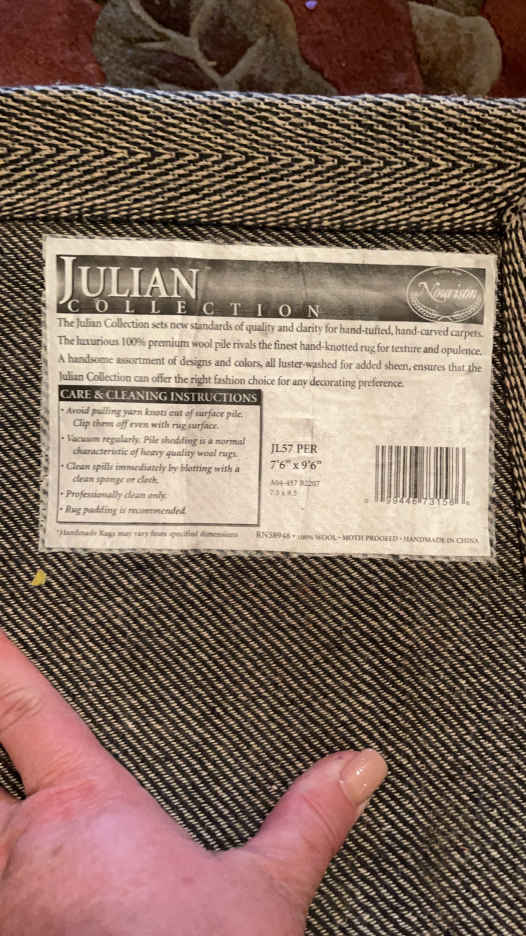 JULIAN
COLLECTION
Nourison
The Julian Collection sets new standards of quality and clarity for hand-tufted, hand-carved carpets.
The luxurious 100% premium wool pile rivals the finest hand-knotted rug for texture and opulence.
A handsome assortment of designs and colors, all luster-washed for added sheen, ensures that the
Julian Collection can offer the right fashion choice for any decorating preference.
CARE & CLEANING INSTRUCTIONS
• Avoid pulling yarn knots out of surface pile.
Clip them off even with rug surface.
• Vacuum regularly. Pile shedding is a normal
characteristic of heavy quality wool rugs.
• Clean spills immediately by blotting with a
clean sponge or cloth.
• Professionally clean only.
• Rug padding is recommended.
JL57 PER
7'6" x 9'6"
7.5 x 9.5
*Handmade Rugs may vary from specified dimensions
RN38948 • 100% WOOL • MOTH PROOFED • HANDMADE IN CHINA